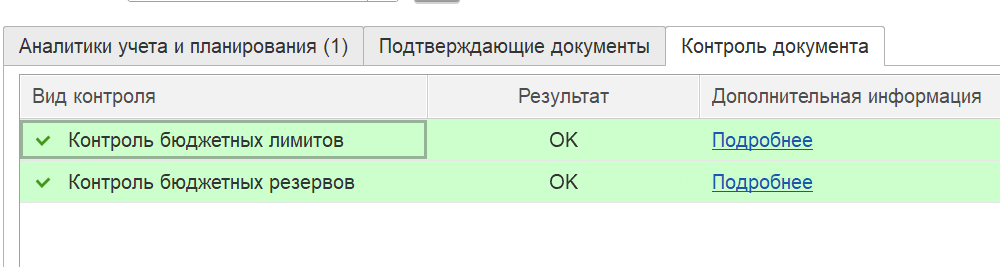 Аналитики учета и планирования (1) Подтверждающие документы Контроль документа
Вид контроля Результат Дополнительная информация
Контроль бюджетных лимитов OK Подробнее
Контроль бюджетных резервов OK Подробнее